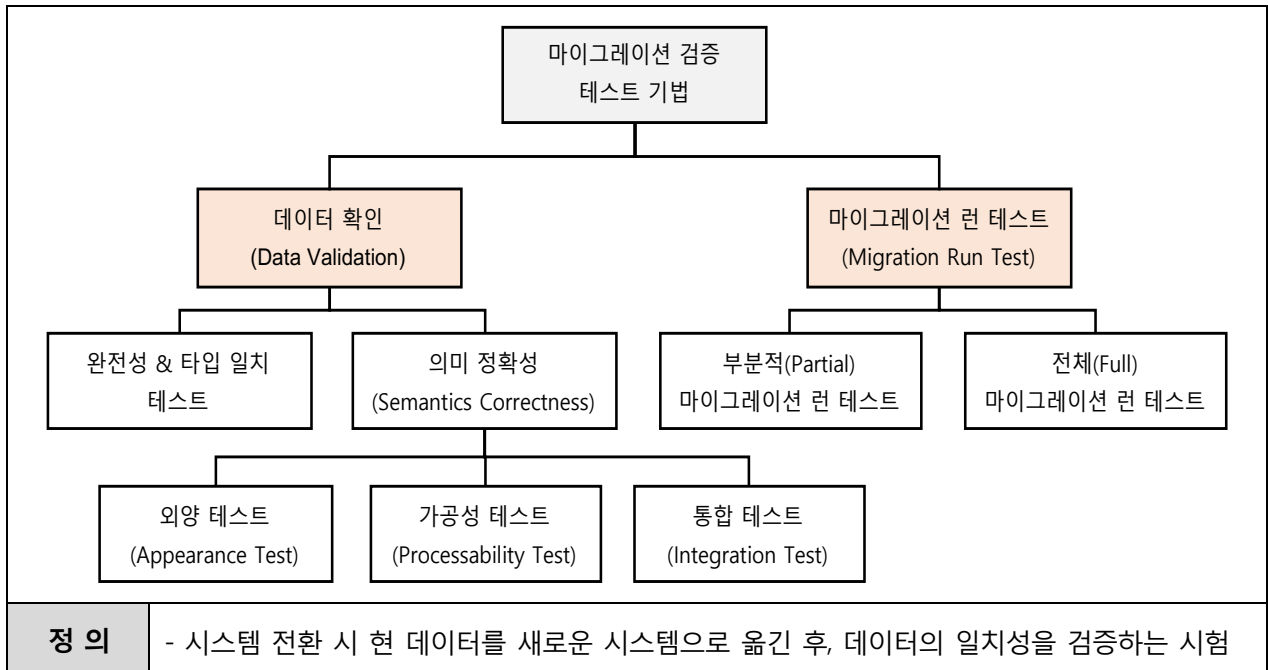 마이그레이션 검증
테스트 기법
데이터 확인
(Data Validation)
마이그레이션 런 테스트
(Migration Run Test)
완전성 & 타입 일치
테스트
의미 정확성
(Semantics Correctness)
부분적(Partial)
마이그레이션 런 테스트
전체(Full)
마이그레이션 런 테스트
외양 테스트
(Appearance Test)
가공성 테스트
(Processability Test)
통합 테스트
(Integration Test)
정 의
- 시스템 전환 시 현 데이터를 새로운 시스템으로 옮긴 후, 데이터의 일치성을 검증하는 시험